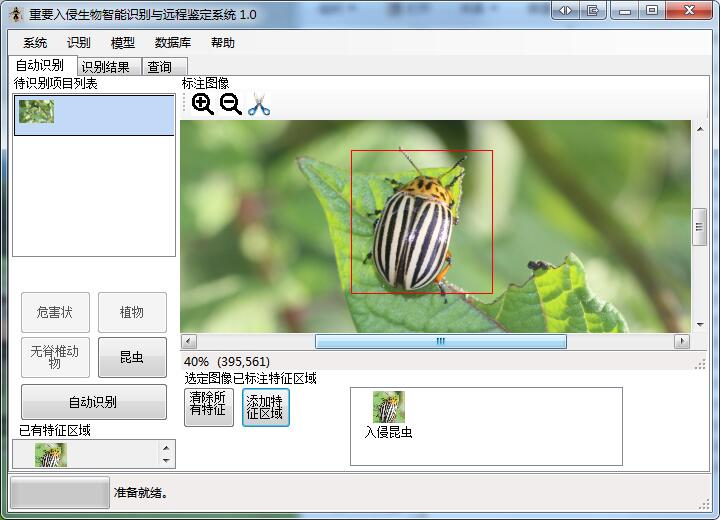 重要入侵生物智能识别与远程鉴定系统 1.0
系统 识别 模型 数据库 帮助
自动识别 识别结果 查询
待识别项目列表
标注图像
危害状 植物
无脊椎动
物
昆虫
自动识别
已有特征区域
40% (395,561)
选定图像已标注特征区域
清除所
有特征
添加特
征区域
入侵昆虫
准备就绪。